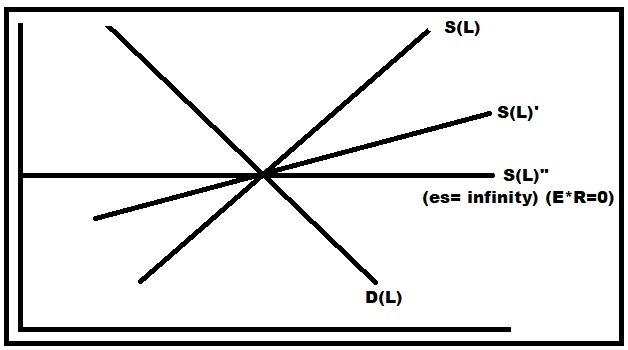 S(L)
S(L)'
S(L)"
(es= infinity) (E*R=0)
D(L)